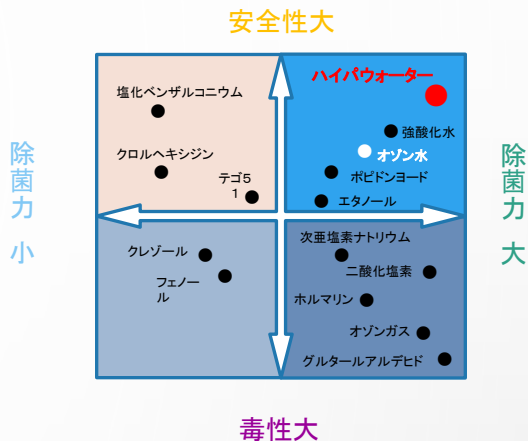 安全性大
ハイパウォーター
塩化ベンザルコニウム
強酸化水
オゾン水
クロルヘキシジン
ポビドンヨード
テゴ5
1
エタノール
除菌力 小
除菌力 大
クレゾール
次亜塩素ナトリウム
二酸化塩素
フェノー
ル
ホルマリン
オゾンガス
グルタールアルデヒド
毒性大